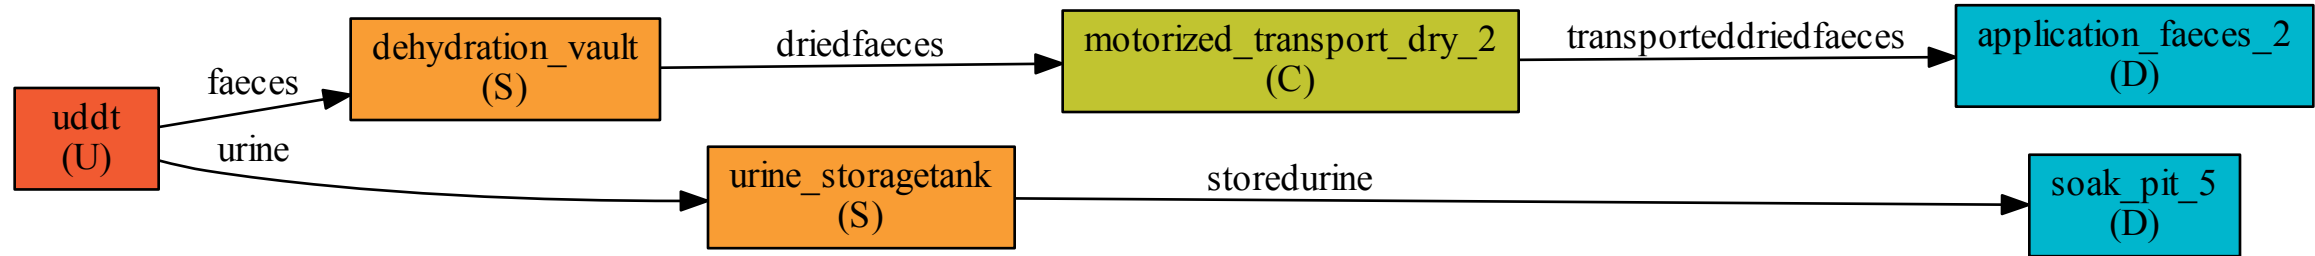 uddt
(U)
faeces
urine
dehydration_vault
(S)
driedfaeces
motorized_transport_dry_2
(C)
transporteddriedfaeces
application_faeces_2
(D)
urine_storagetank
(S)
storedurine
soak_pit_5
(D)